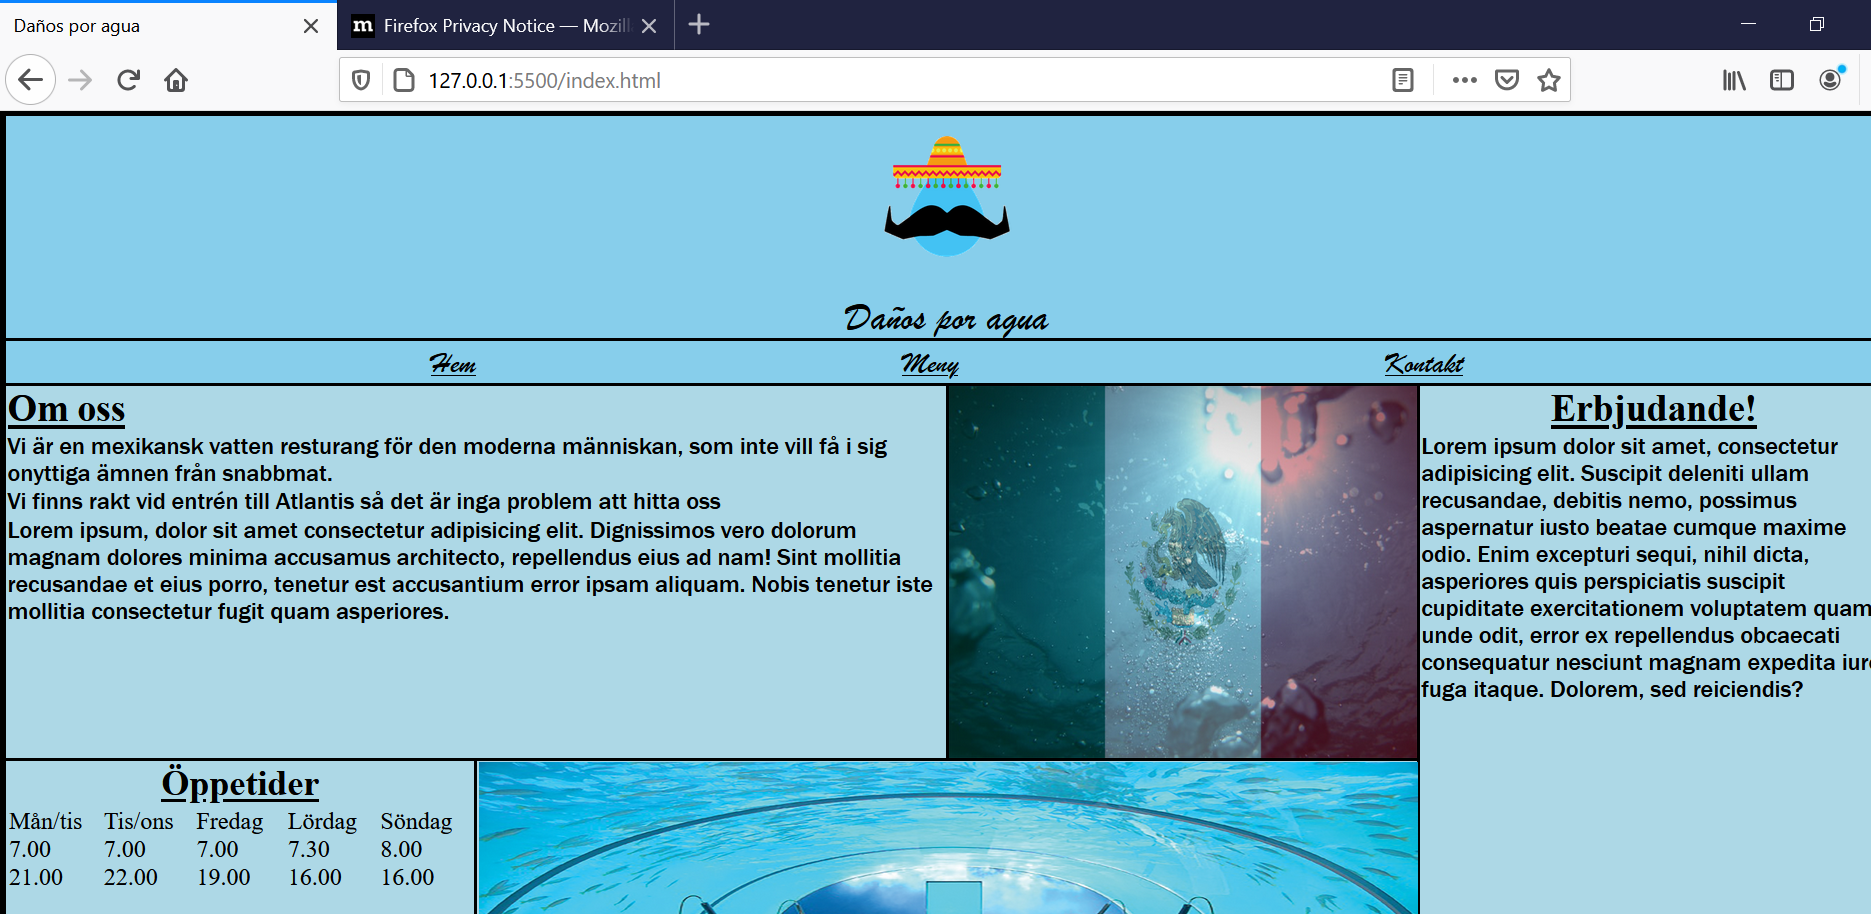 Daños por agua
Firefox Privacy Notice — Mozill
127.0.0.1:5500/index.html
Daños por agua
Hem
Meny
Kontakt
Om oss
Vi är en mexikansk vatten resturang för den moderna människan, som inte vill få i sig
onyttiga ämnen från snabbmat.
Vi finns rakt vid entrén till Atlantis så det är inga problem att hitta oss
Lorem ipsum, dolor sit amet consectetur adipisicing elit. Dignissimos vero dolorum
magnam dolores minima accusamus architecto, repellendus eius ad nam! Sint mollitia
recusandae et eius porro, tenetur est accusantium error ipsam aliquam. Nobis tenetur iste
mollitia consectetur fugit quam asperiores.
Erbjudande!
Lorem ipsum dolor sit amet, consectetur
adipisicing elit. Suscipit deleniti ullam
recusandae, debitis nemo, possimus
aspernatur iusto beatae cumque maxime
odio. Enim excepturi sequi, nihil dicta,
asperiores quis perspiciatis suscipit
cupiditate exercitationem voluptatem quam
unde odit, error ex repellendus obcaecati
consequatur nesciunt magnam expedita iure
fuga itaque. Dolorem, sed reiciendis?
Öppetider
Mån/tis Tis/ons Fredag Lördag Söndag
7.00 7.00 7.00 7.30 8.00
21.00 22.00 19.00 16.00 16.00